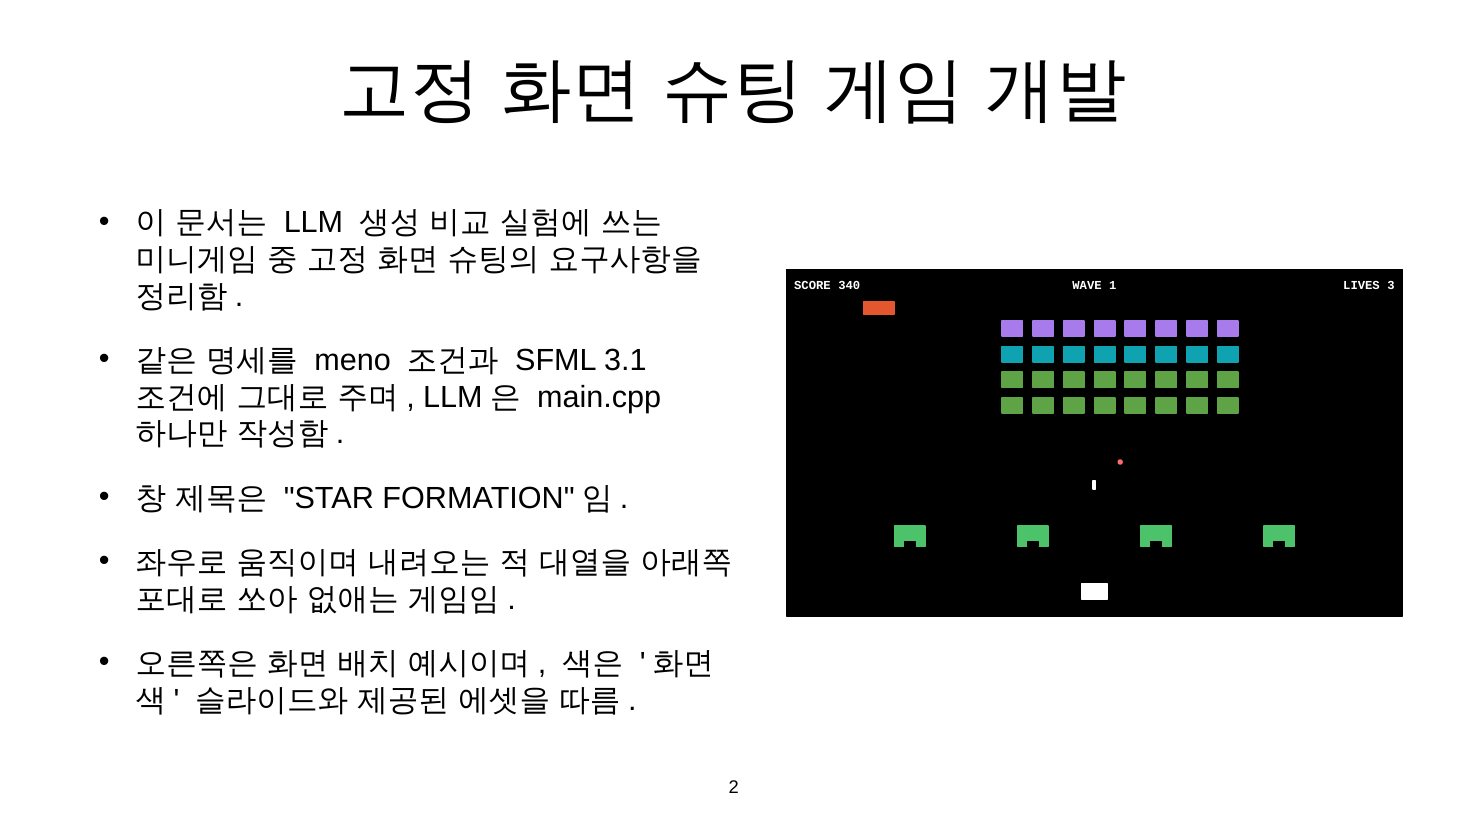 고정 화면 슈팅 게임 개발
• 이 문서는 LLM 생성 비교 실험에 쓰는
미니게임 중 고정 화면 슈팅의 요구사항을
정리함.
• 같은 명세를 meno 조건과 SFML 3.1
조건에 그대로 주며, LLM은 main.cpp
하나만 작성함.
• 창 제목은 "STAR FORMATION"임.
• 좌우로 움직이며 내려오는 적 대열을 아래쪽
포대로 쏘아 없애는 게임임.
• 오른쪽은 화면 배치 예시이며, 색은 '화면
색' 슬라이드와 제공된 에셋을 따름.
SCORE 340 WAVE 1 LIVES 3
2